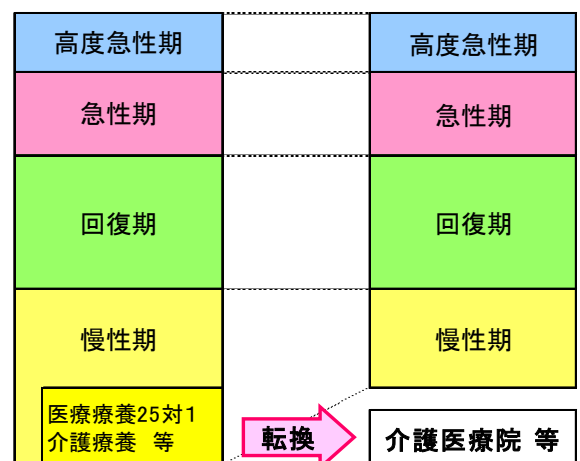 高度急性期
高度急性期
急性期
急性期
回復期
回復期
慢性期
慢性期
医療療養25対1
介護療養 等
転換
介護医療院 等